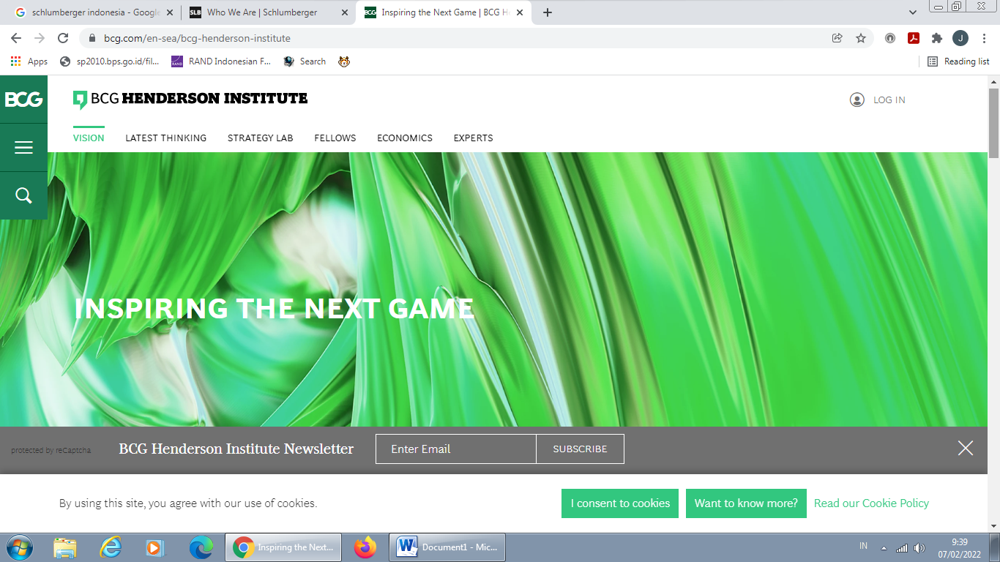 schlumberger indonesia - Google
SLB Who We Are | Schlumberger
BCG Inspiring the Next Game | BCG H
bcg.com/en-sea/bcg-henderson-institute
J
Apps
sp2010.bps.go.id/fil...
RAND RAND Indonesian F...
Search
Reading list
BCG
BCG HENDERSON INSTITUTE
LOG IN
VISION LATEST THINKING STRATEGY LAB FELLOWS ECONOMICS EXPERTS
INSPIRING THE NEXT GAME
protected by reCaptcha
BCG Henderson Institute Newsletter
Enter Email
SUBSCRIBE
By using this site, you agree with our use of cookies.
I consent to cookies
Want to know more?
Read our Cookie Policy
Inspiring the Next...
Document1 - Mic...
IN
9:39
07/02/2022